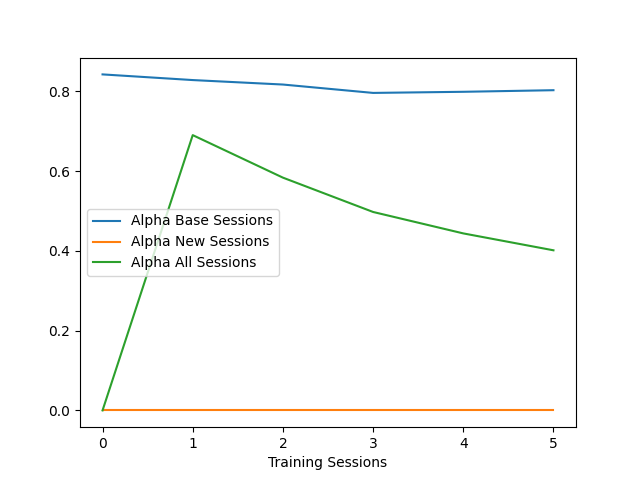 0.8
0.6
0.4
0.2
0.0
Alpha Base Sessions
Alpha New Sessions
Alpha All Sessions
0 1 2 3 4 5
Training Sessions